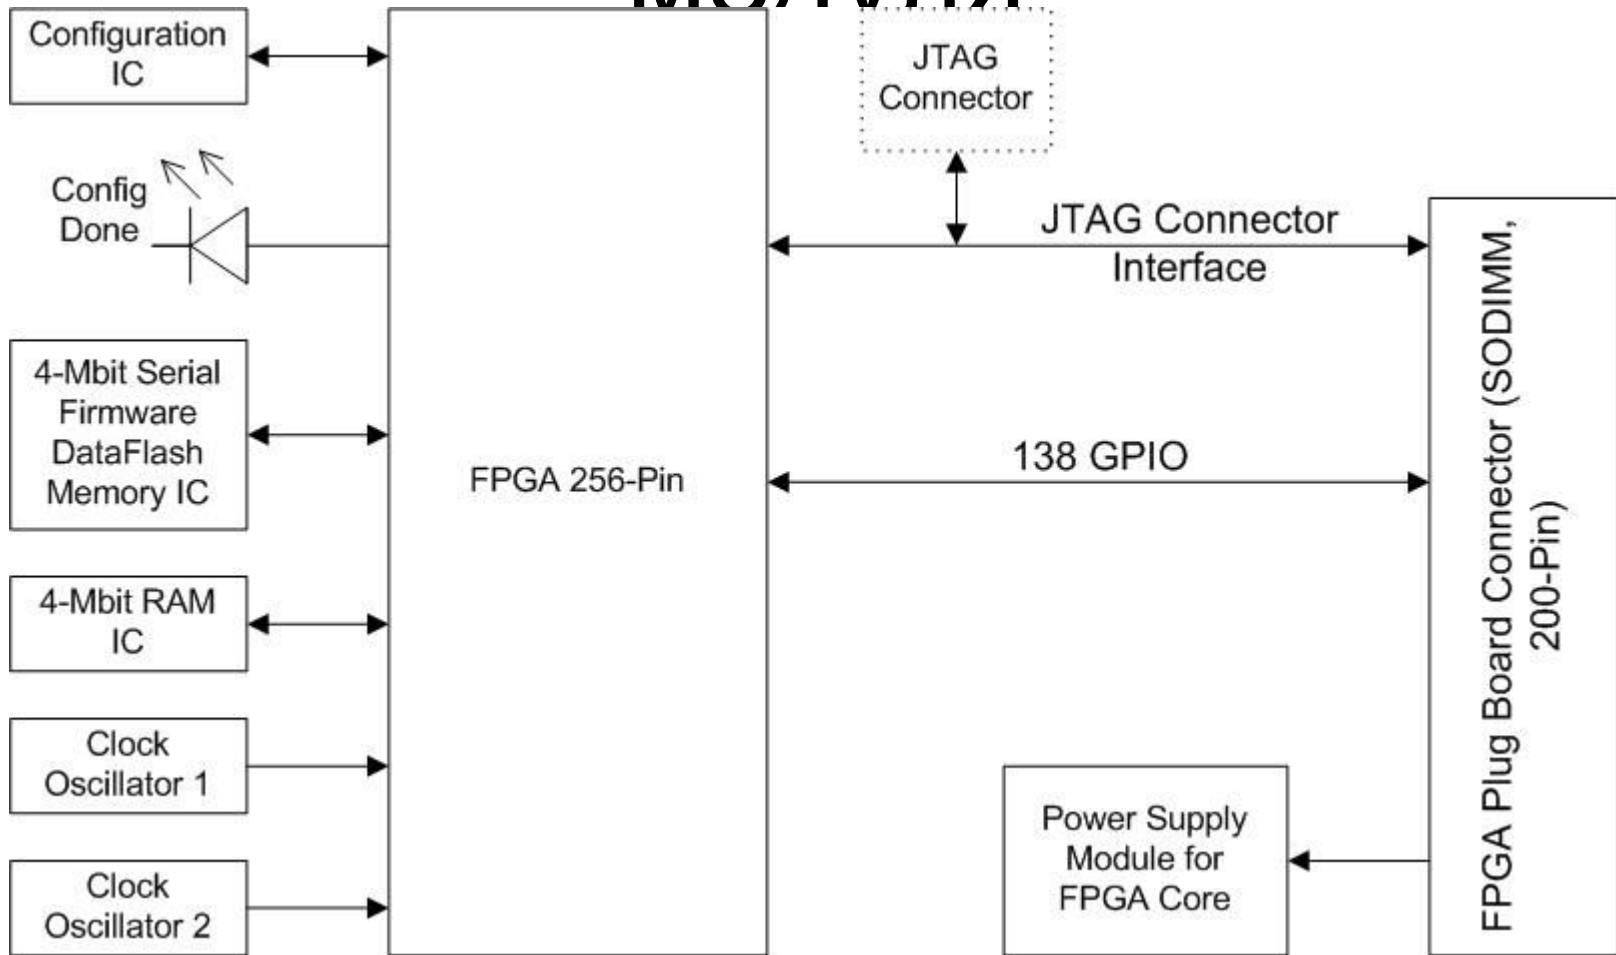 Configuration
IC
JTAG
Connector
Config
Done
JTAG Connector
Interface
4-Mbit Serial
Firmware
DataFlash
Memory IC
FPGA 256-Pin
138 GPIO
FPGA Plug Board Connector (SODIMM,
200-Pin)
4-Mbit RAM
IC
Clock
Oscillator 1
Power Supply
Module for
FPGA Core
Clock
Oscillator 2